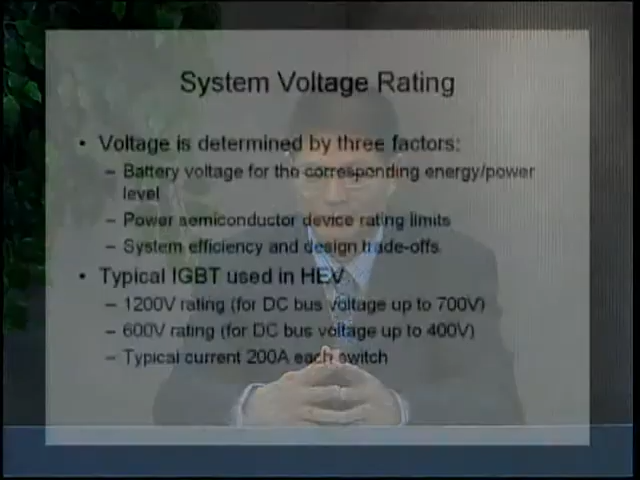 System Voltage Rating
• Voltage is determined by three factors:
– Battery voltage for the corresponding energy/power
level
– Power semiconductor device rating limits
– System efficiency and design trade-offs
• Typical IGBT used in HEV
– 1200V rating (for DC bus voltage up to 700V)
– 600V rating (for DC bus voltage up to 400V)
– Typical current 200A each switch